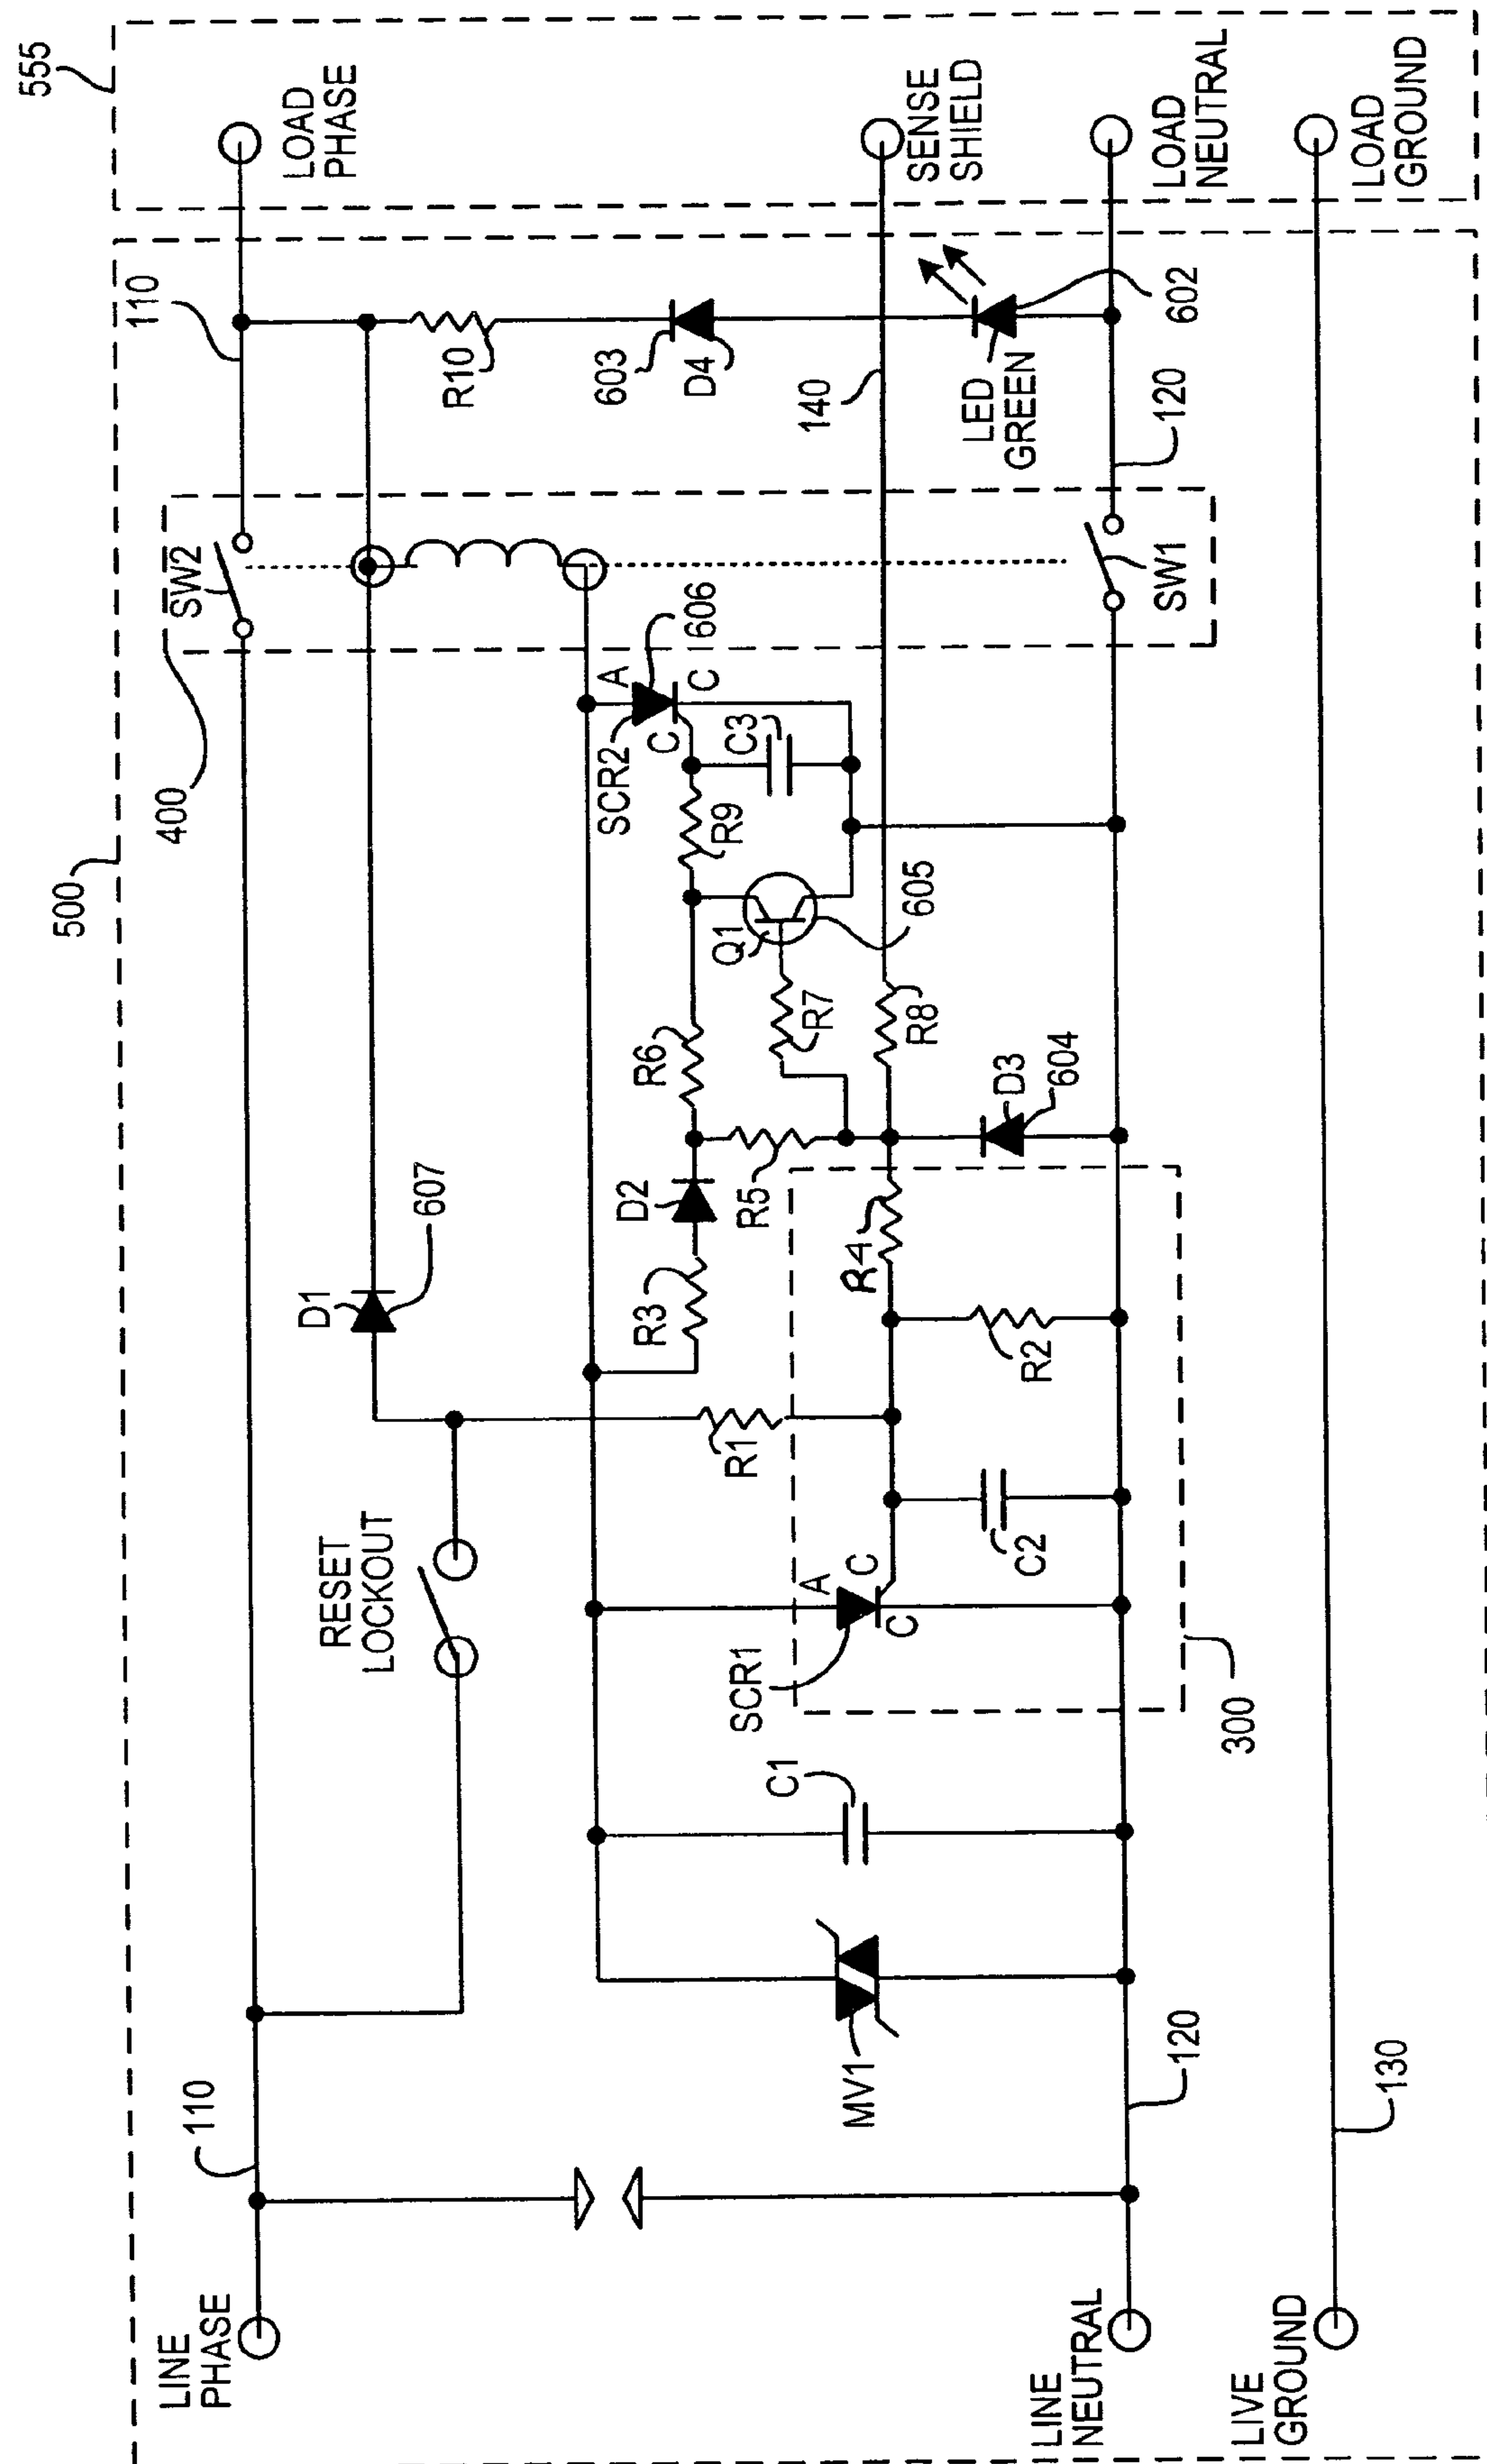 555
LOAD
PHASE
SENSE
SHIELD
LOAD
NEUTRAL
LOAD
GROUND
110
R10
603
D4
140
LED
GREEN
602
120
SW2
SW1
400
500
606
A
C
C
SCR2
C3
R9
605
Q1
R7
R8
R6
D3
604
D2
R5
607
D1
R3
R4
R2
R1
RESET
LOCKOUT
A
C
C
C2
SCR1
300
C1
MV1
110
120
130
LINE
PHASE
LINE
NEUTRAL
LIVE
GROUND